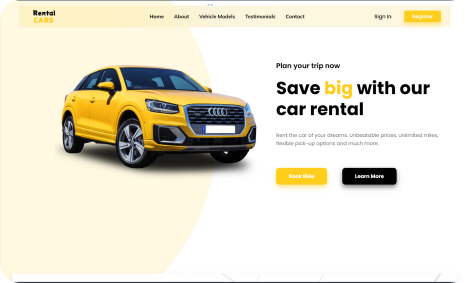 Rental
CARS
Home About Vehicle Models Testimonials Contact
Sign In Register
Plan your trip now
Save big with our
car rental
Rent the car of your dreams. Unbeatable prices, unlimited miles,
flexible pick-up options and much more.
Book Ride Learn More